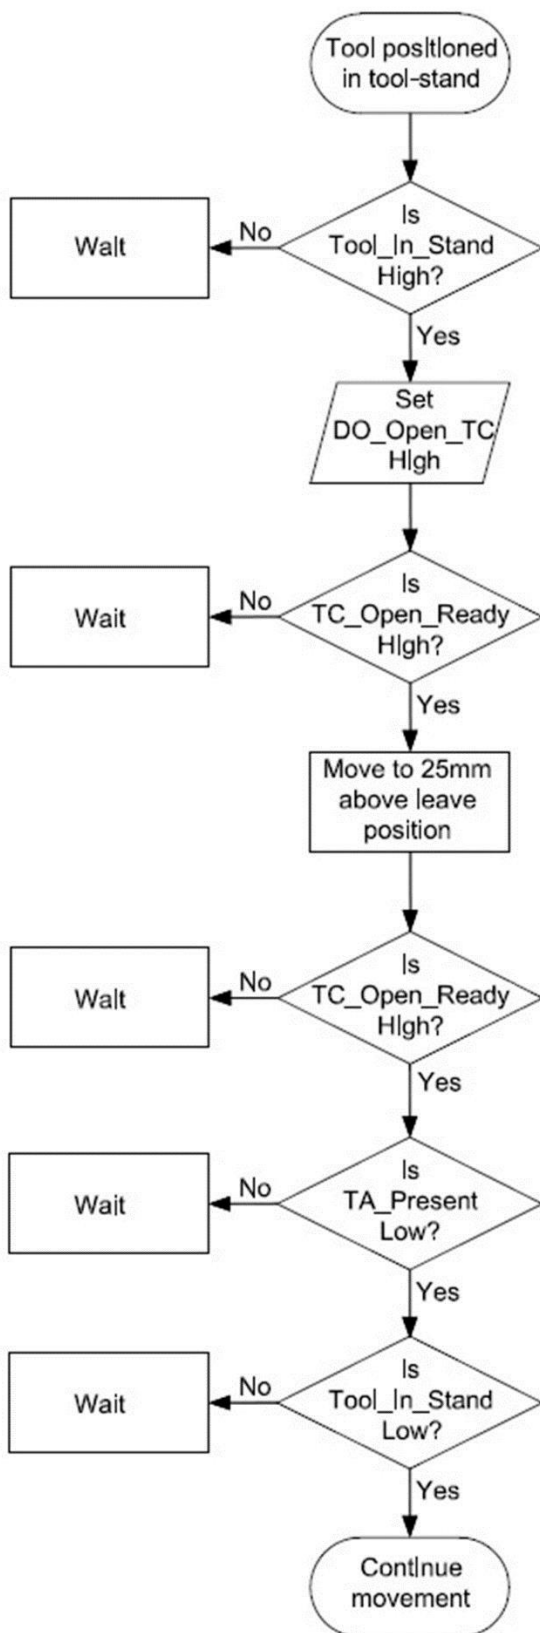 Tool positioned
in tool-stand
Is
Tool_In_Stand
High?
No
Wait
Yes
Set
DO_Open_TC
High
Is
TC_Open_Ready
High?
No
Wait
Yes
Move to 25mm
above leave
position
Is
TC_Open_Ready
High?
No
Wait
Yes
Is
TA_Present
Low?
No
Wait
Yes
Is
Tool_In_Stand
Low?
No
Wait
Yes
Continue
movement